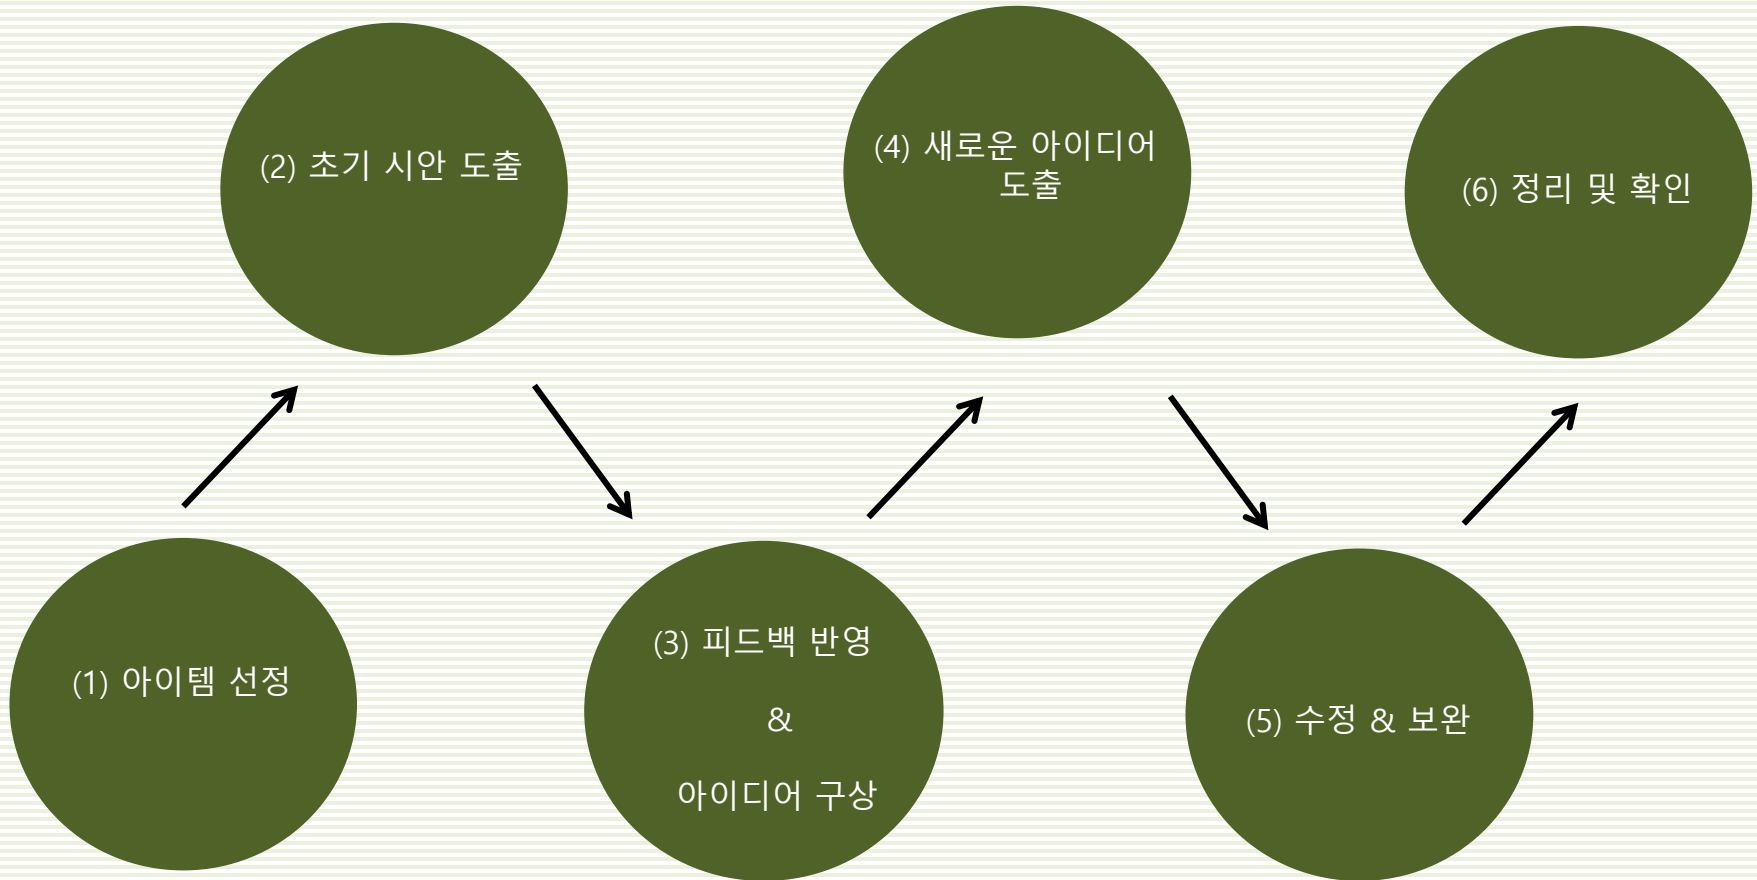 (1) 아이템 선정
(2) 초기 시안 도출
(3) 피드백 반영
&
아이디어 구상
(4) 새로운 아이디어
도출
(5) 수정 & 보완
(6) 정리 및 확인